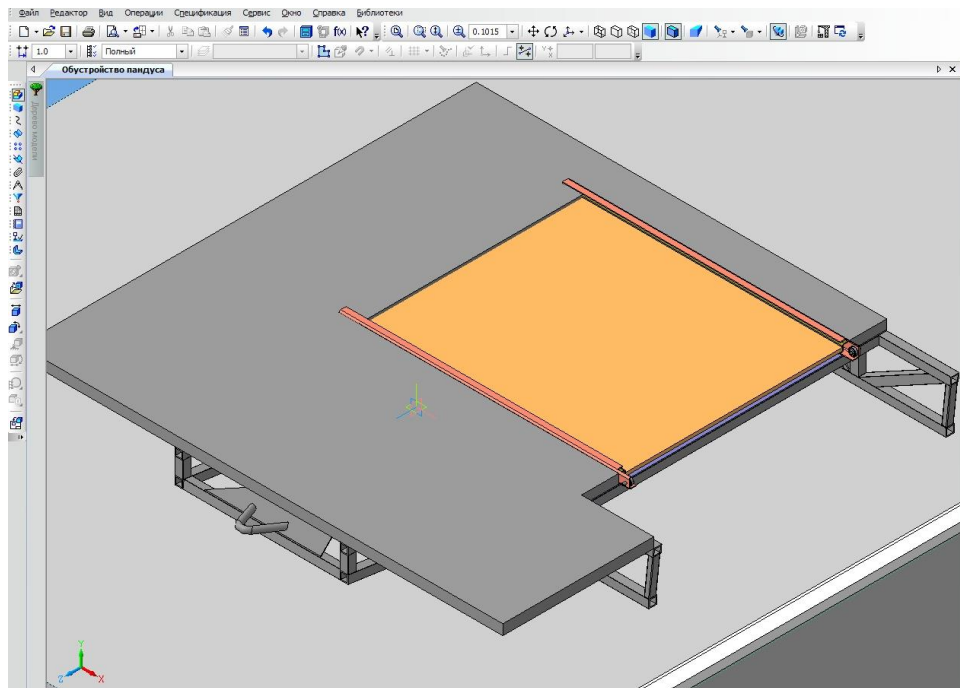 Файл Редактор Вид Операции Спецификация Сервис Окно Справка Библиотеки
f(x) 0.1015
1.0 Полный
Обустройство пандуса
Дерево модели
Y
Z X